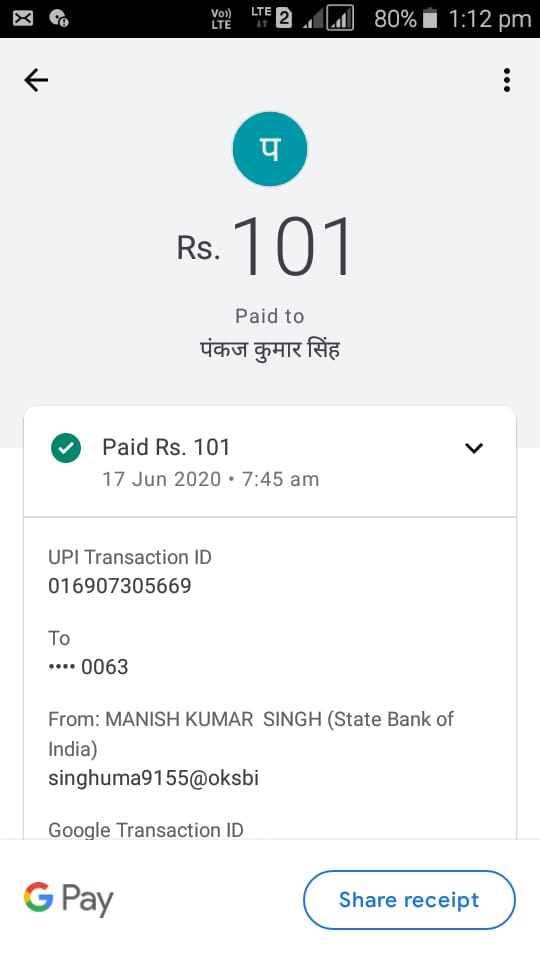 Vo))
LTE
LTE
2
80%
1:12 pm
प
Rs. 101
Paid to
पंकज कुमार सिंह
Paid Rs. 101
17 Jun 2020 • 7:45 am
UPI Transaction ID
016907305669
To
•••• 0063
From: MANISH KUMAR  SINGH (State Bank of
India)
singhuma9155@oksbi
Google Transaction ID
G Pay
Share receipt